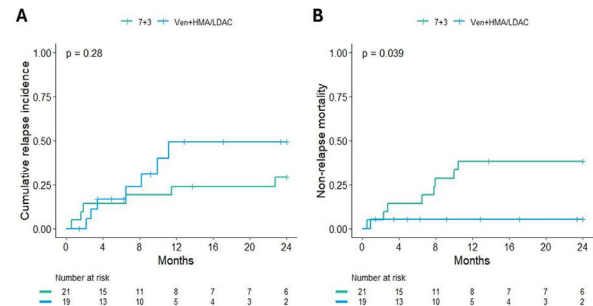 A
7+3 Ven+HMA/LDAC
p = 0.28
Cumulative relapse incidence
1.00
0.75
0.50
0.25
0.00
0 4 8 12 16 20 24
Months
Number at risk
21 15 11 8 7 7 6
19 13 10 5 4 3 2
B
7+3 Ven+HMA/LDAC
p = 0.039
Non-relapse mortality
1.00
0.75
0.50
0.25
0.00
0 4 8 12 16 20 24
Months
Number at risk
21 15 11 8 7 7 6
19 13 10 5 4 3 2